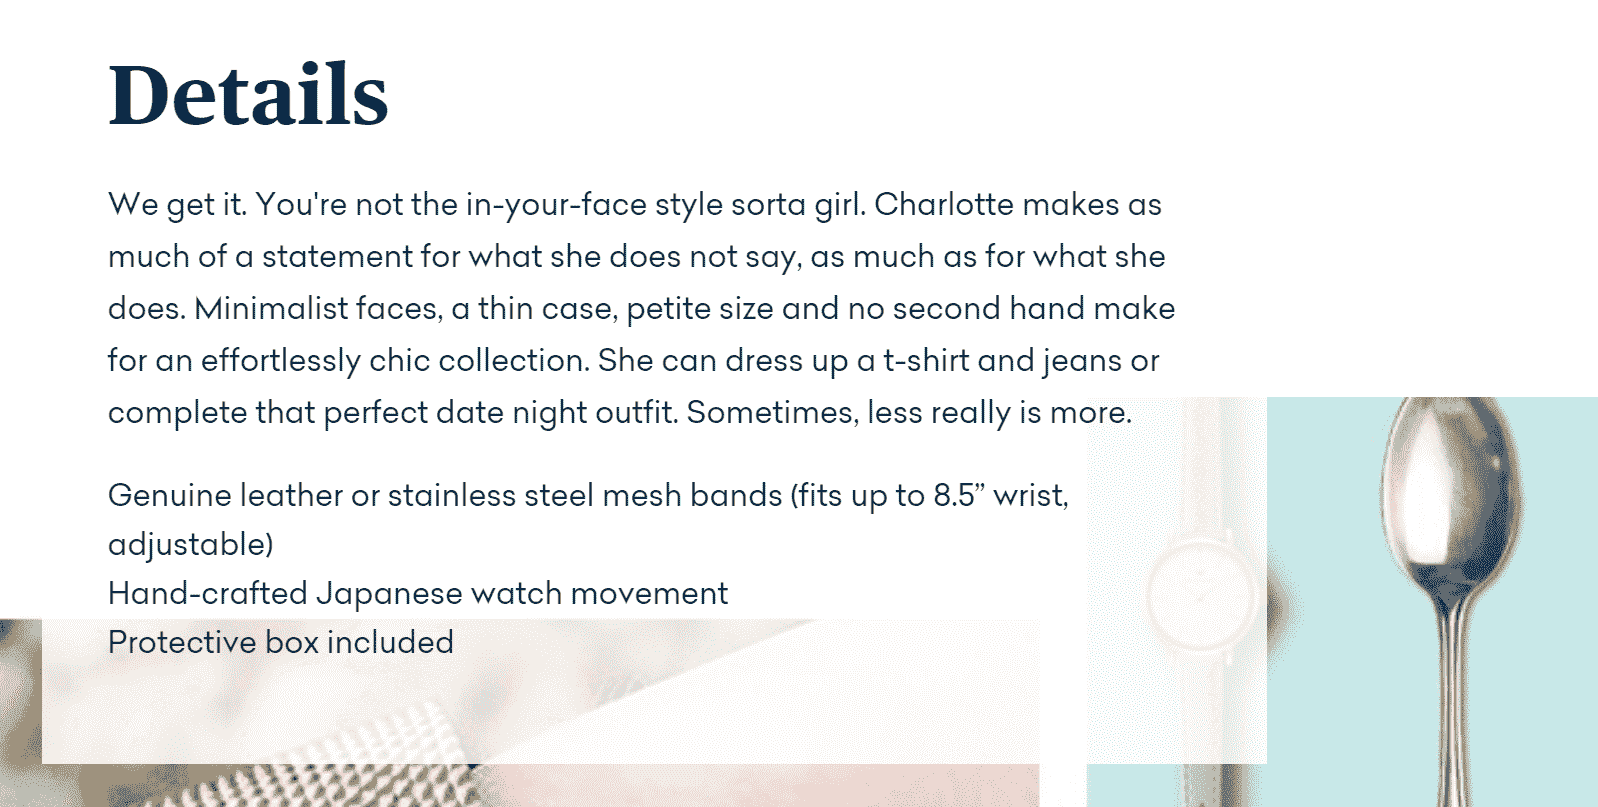 Details
We get it. You're not the in-your-face style sorta girl. Charlotte makes as
much of a statement for what she does not say, as much as for what she
does. Minimalist faces, a thin case, petite size and no second hand make
for an effortlessly chic collection. She can dress up a t-shirt and jeans or
complete that perfect date night outfit. Sometimes, less really is more.
Genuine leather or stainless steel mesh bands (fits up to 8.5” wrist,
adjustable)
Hand-crafted Japanese watch movement
Protective box included